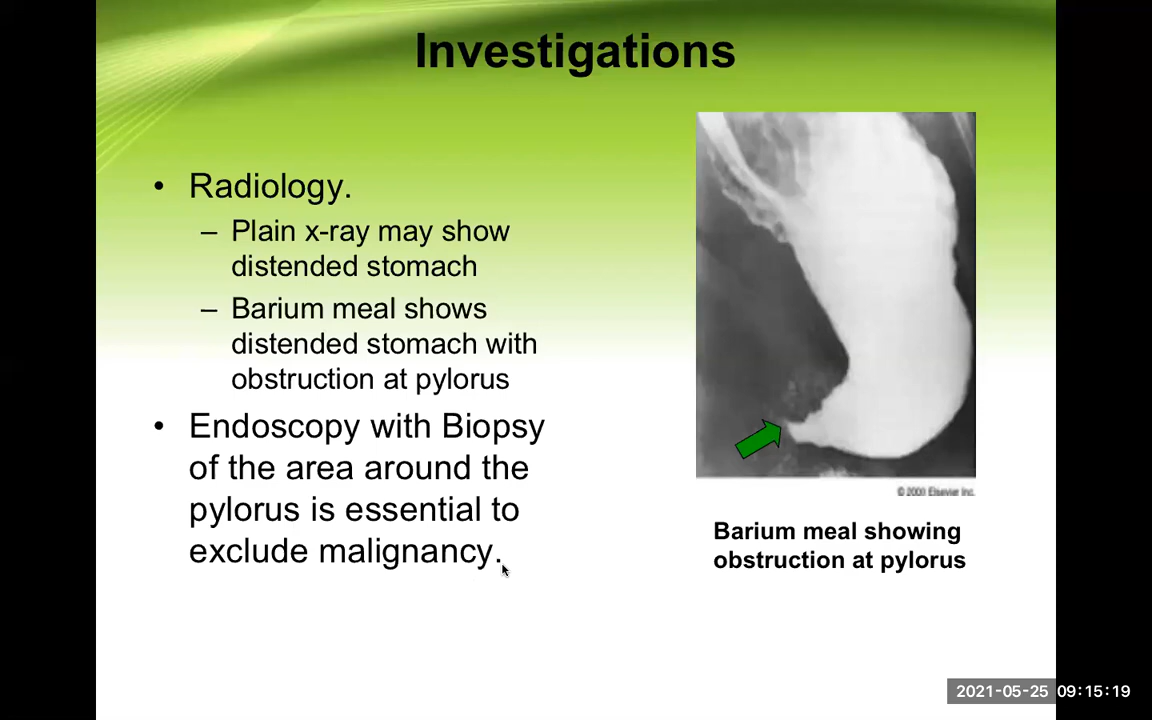 Investigations
• Radiology.
– Plain x-ray may show
distended stomach
– Barium meal shows
distended stomach with
obstruction at pylorus
• Endoscopy with Biopsy
of the area around the
pylorus is essential to
exclude malignancy.
© 2000 Elsevier Inc.
Barium meal showing
obstruction at pylorus
2021-05-25 09:15:19